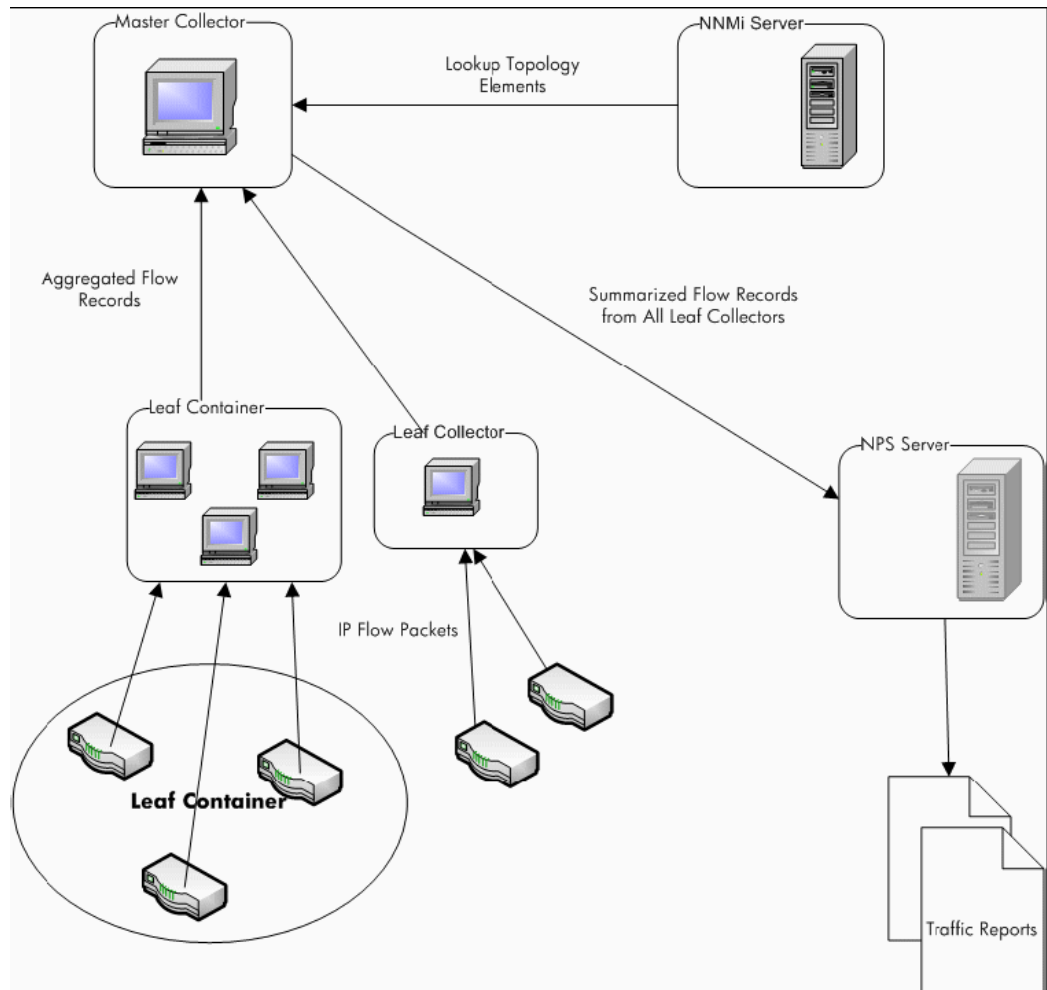 Master Collector
NNMi Server
Lookup Topology
Elements
Aggregated Flow
Records
Summarized Flow Records
from All Leaf Collectors
Leaf Container
Leaf Collector
NPS Server
IP Flow Packets
Leaf Container
Traffic Reports